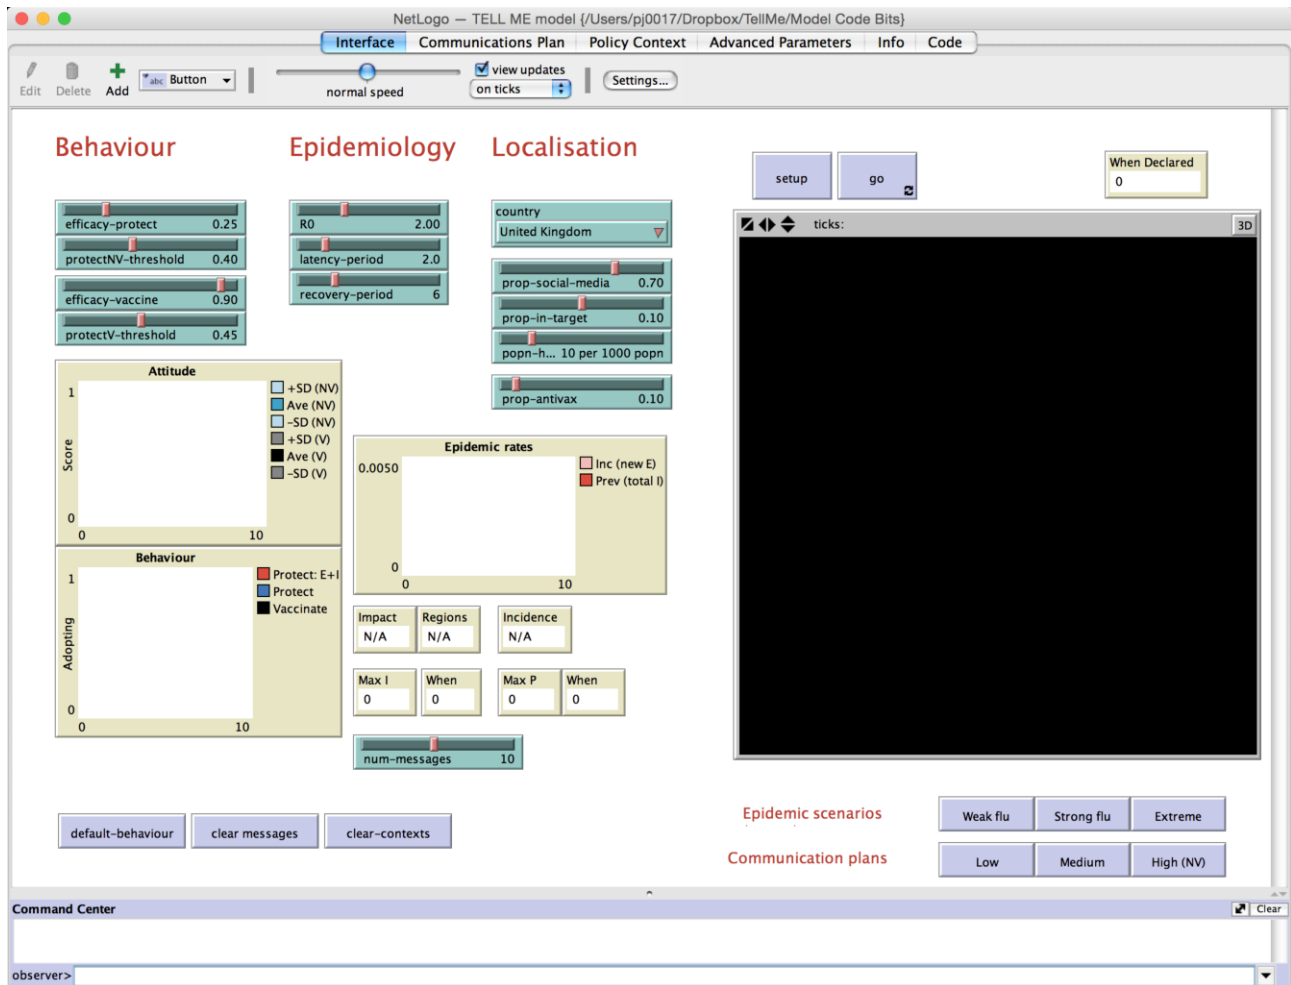 NetLogo — TELL ME model {/Users/pj0017/Dropbox/TellMe/Model Code Bits}
Interface Communications Plan Policy Context Advanced Parameters Info Code
Edit Delete Add abc Button normal speed view updates on ticks Settings...
Behaviour
efficacy-protect 0.25
protectNV-threshold 0.40
efficacy-vaccine 0.90
protectV-threshold 0.45
Epidemiology
R0 2.00
latency-period 2.0
recovery-period 6
Localisation
country
United Kingdom
prop-social-media 0.70
prop-in-target 0.10
popn-h... 10 per 1000 popn
prop-antivax 0.10
setup go
When Declared
0
ticks: 3D
Attitude
Score
1
0
0 10
+SD (NV)
Ave (NV)
-SD (NV)
+SD (V)
Ave (V)
-SD (V)
Epidemic rates
0.0050
0
0 10
Inc (new E)
Prev (total I)
Behaviour
Adopting
1
0
0 10
Protect: E+I
Protect
Vaccinate
Impact Regions Incidence
N/A N/A N/A
Max I When Max P When
0 0 0 0
num-messages 10
default-behaviour clear messages clear-contexts
Epidemic scenarios Weak flu Strong flu Extreme
Communication plans Low Medium High (NV)
Command Center Clear
observer>